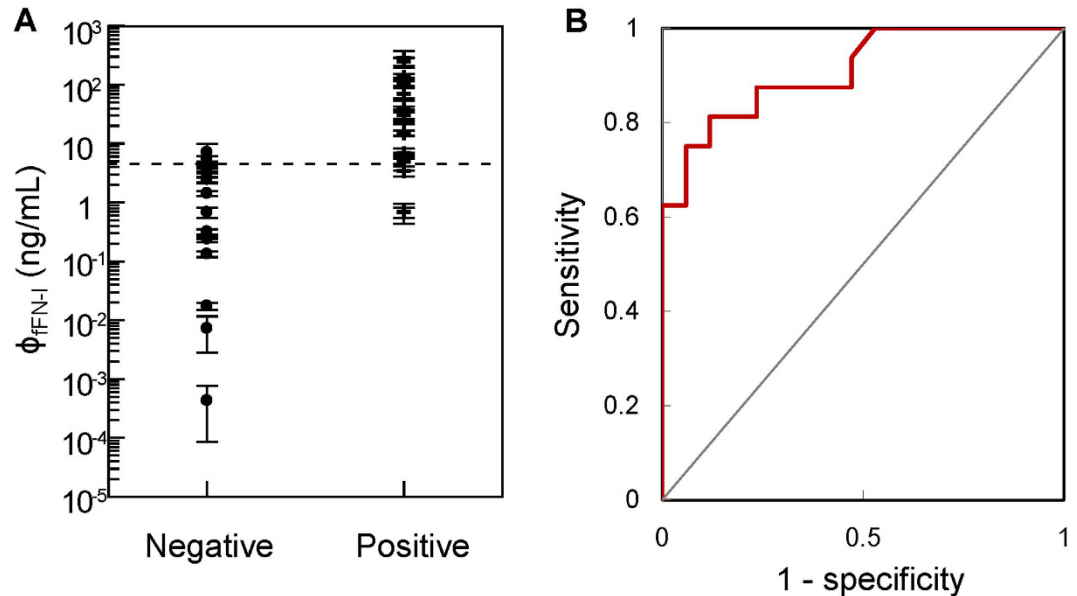 A
10³
10²
10
1
10⁻¹
10⁻²
10⁻³
10⁻⁴
10⁻⁵
ϕfFN-I (ng/mL)
Negative
Positive
B
1
0.8
0.6
0.4
0.2
0
Sensitivity
0
0.5
1
1 - specificity